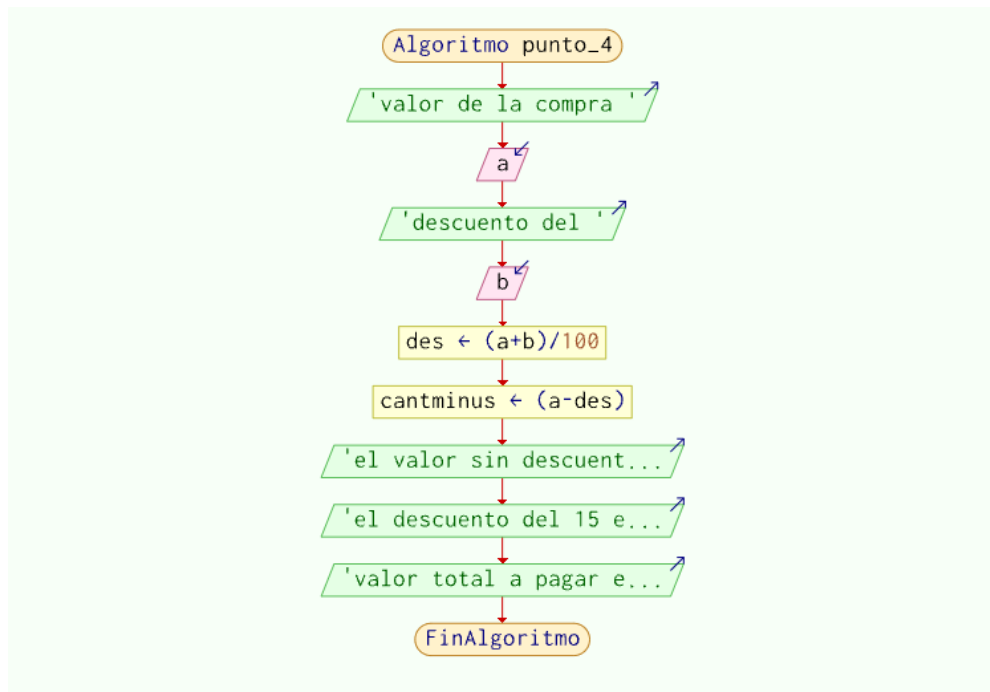 Algoritmo punto_4
'valor de la compra '
a
'descuento del '
b
des ← (a+b)/100
cantminus ← (a-des)
'el valor sin descuent...
'el descuento del 15 e...
'valor total a pagar e...
FinAlgoritmo